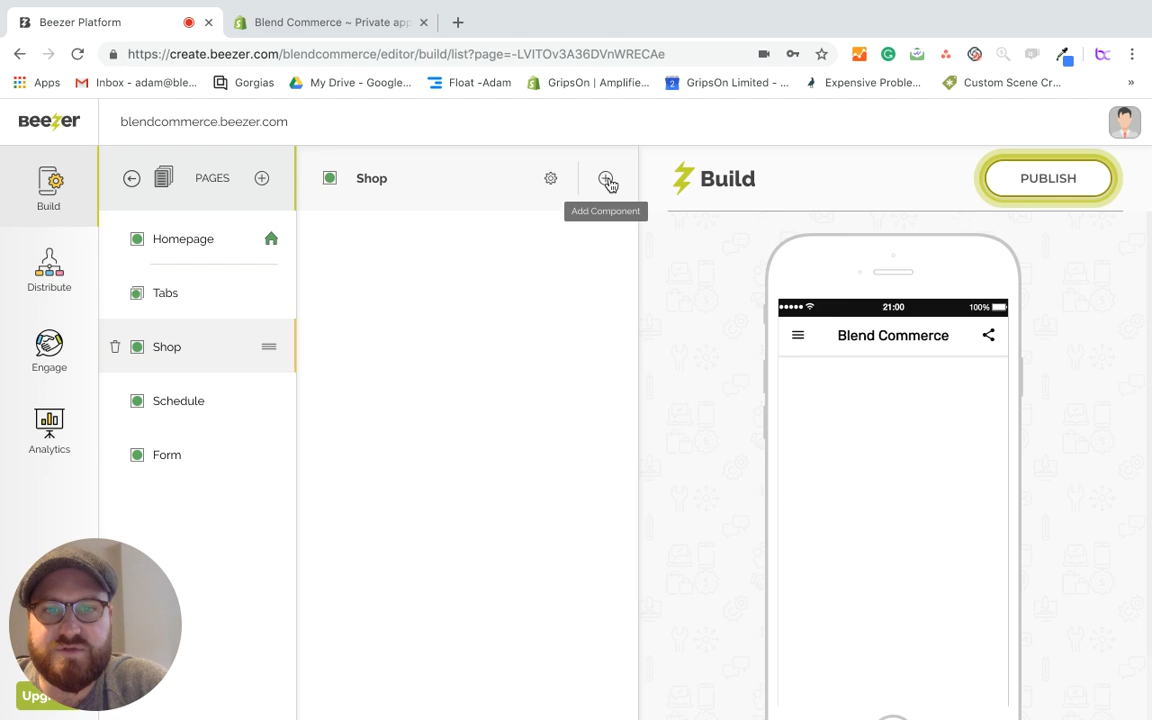 Beezer Platform
Blend Commerce ~ Private app
https://create.beezer.com/blendcommerce/editor/build/list?page=-LVITOv3A36DVnWRECAe
Apps
Inbox - adam@ble...
Gorgias
My Drive - Google...
Float -Adam
GripsOn | Amplifie...
GripsOn Limited - ...
Expensive Proble...
Custom Scene Cr...
»
BEEZER
blendcommerce.beezer.com
Build
Distribute
Engage
Analytics
PAGES
Homepage
Tabs
Shop
Schedule
Form
Shop
Add Component
Build
PUBLISH
21:00
100%
Blend Commerce